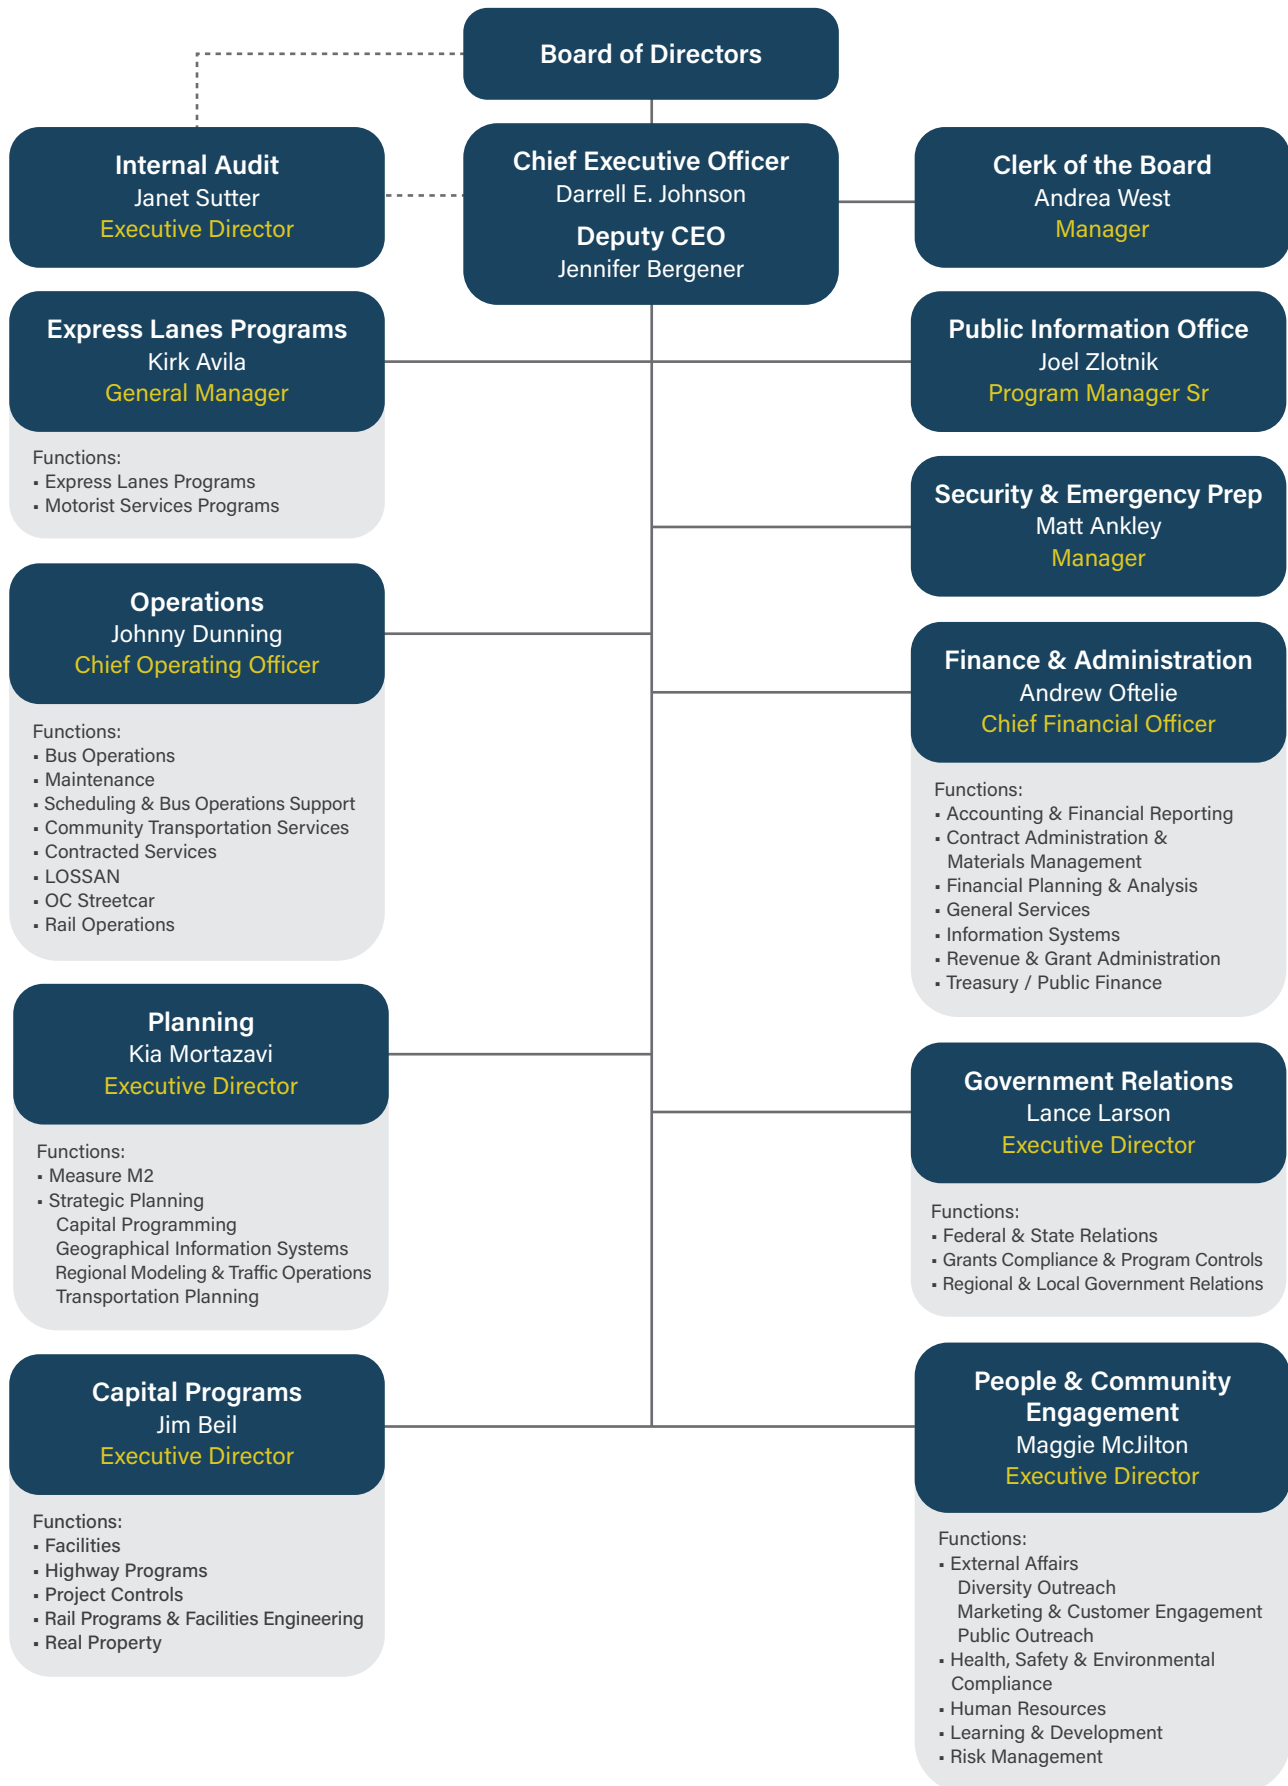 Board of Directors
Internal Audit
Janet Sutter
Executive Director
Chief Executive Officer
Darrell E. Johnson
Deputy CEO
Jennifer Bergener
Clerk of the Board
Andrea West
Manager
Express Lanes Programs
Kirk Avila
General Manager
Functions:
▪ Express Lanes Programs
▪ Motorist Services Programs
Public Information Office
Joel Zlotnik
Program Manager Sr
Security & Emergency Prep
Matt Ankley
Manager
Operations
Johnny Dunning
Chief Operating Officer
Functions:
▪ Bus Operations
▪ Maintenance
▪ Scheduling & Bus Operations Support
▪ Community Transportation Services
▪ Contracted Services
▪ LOSSAN
▪ OC Streetcar
▪ Rail Operations
Finance & Administration
Andrew Oftelie
Chief Financial Officer
Functions:
▪ Accounting & Financial Reporting
▪ Contract Administration &
Materials Management
▪ Financial Planning & Analysis
▪ General Services
▪ Information Systems
▪ Revenue & Grant Administration
▪ Treasury / Public Finance
Planning
Kia Mortazavi
Executive Director
Functions:
▪ Measure M2
▪ Strategic Planning
Capital Programming
Geographical Information Systems
Regional Modeling & Traffic Operations
Transportation Planning
Government Relations
Lance Larson
Executive Director
Functions:
▪ Federal & State Relations
▪ Grants Compliance & Program Controls
▪ Regional & Local Government Relations
Capital Programs
Jim Beil
Executive Director
Functions:
▪ Facilities
▪ Highway Programs
▪ Project Controls
▪ Rail Programs & Facilities Engineering
▪ Real Property
People & Community
Engagement
Maggie McJilton
Executive Director
Functions:
▪ External Affairs
Diversity Outreach
Marketing & Customer Engagement
Public Outreach
▪ Health, Safety & Environmental
Compliance
▪ Human Resources
▪ Learning & Development
▪ Risk Management